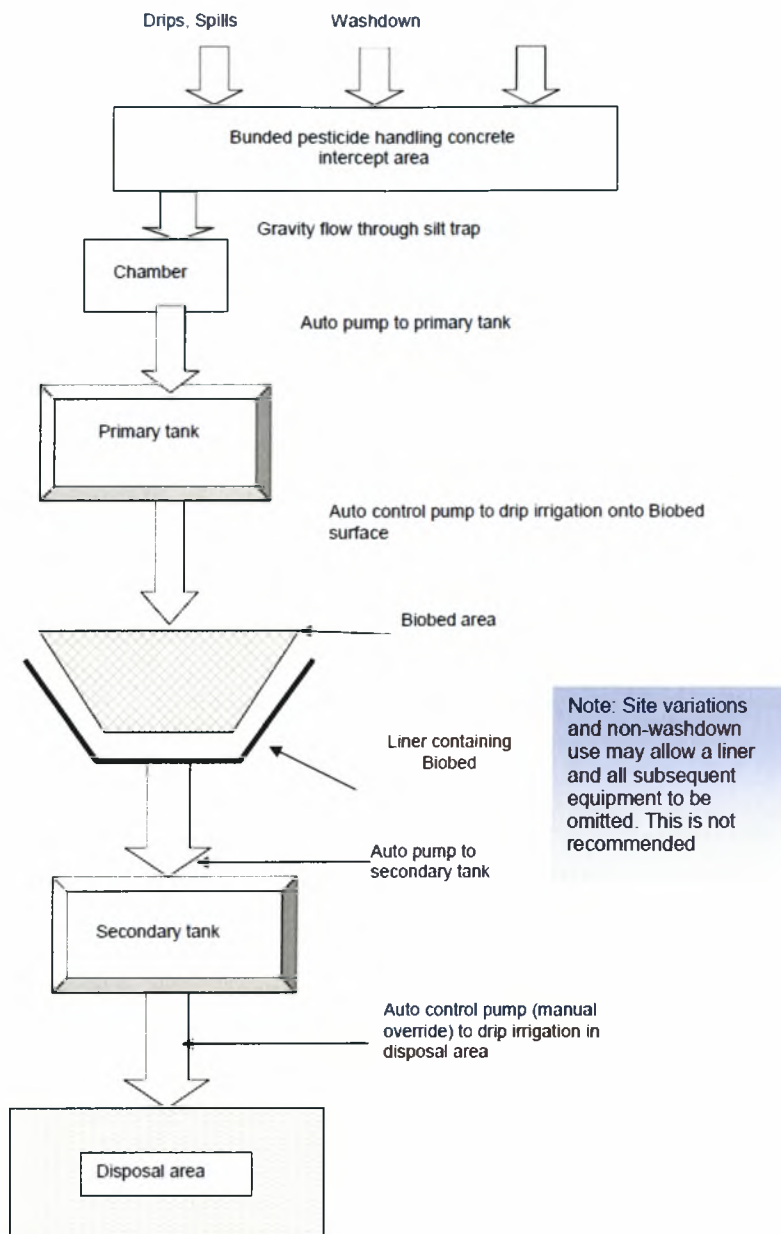 Drips, Spills
Washdown
Bunded pesticide handling concrete
intercept area
Gravity flow through silt trap
Chamber
Auto pump to primary tank
Primary tank
Auto control pump to drip irrigation onto Biobed
surface
Biobed area
Liner containing
Biobed
Note: Site variations
and non-washdown
use may allow a liner
and all subsequent
equipment to be
omitted. This is not
recommended
Auto pump to
secondary tank
Secondary tank
Auto control pump (manual
override) to drip irrigation in
disposal area
Disposal area